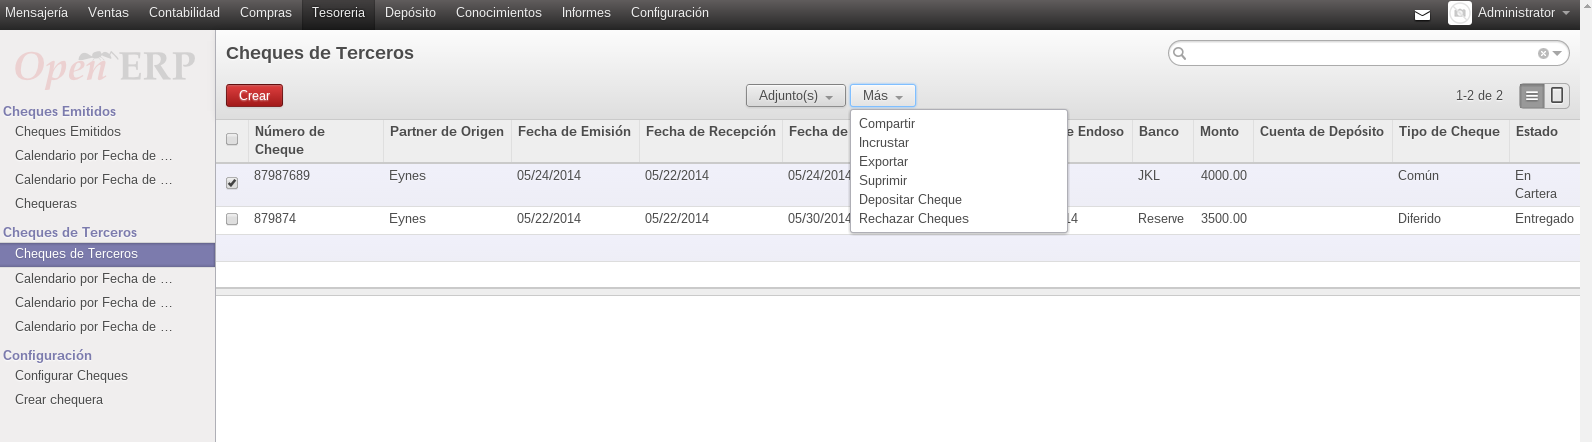 Mensajería Ventas Contabilidad Compras Tesoreria Depósito Conocimientos Informes Configuración Administrator
Open ERP
Cheques de Terceros
Crear Adjunto(s) Más 1-2 de 2
Cheques Emitidos
Cheques Emitidos
Calendario por Fecha de ...
Calendario por Fecha de ...
Chequeras
Cheques de Terceros
Cheques de Terceros
Calendario por Fecha de ...
Calendario por Fecha de ...
Calendario por Fecha de ...
Configuración
Configurar Cheques
Crear chequera
Número de Cheque Partner de Origen Fecha de Emisión Fecha de Recepción Fecha de e Endoso Banco Monto Cuenta de Depósito Tipo de Cheque Estado
87987689 Eynes 05/24/2014 05/22/2014 05/24/201 JKL 4000.00 Común En Cartera
879874 Eynes 05/22/2014 05/22/2014 05/30/2014 14 Reserve 3500.00 Diferido Entregado
Compartir
Incrustar
Exportar
Suprimir
Depositar Cheque
Rechazar Cheques